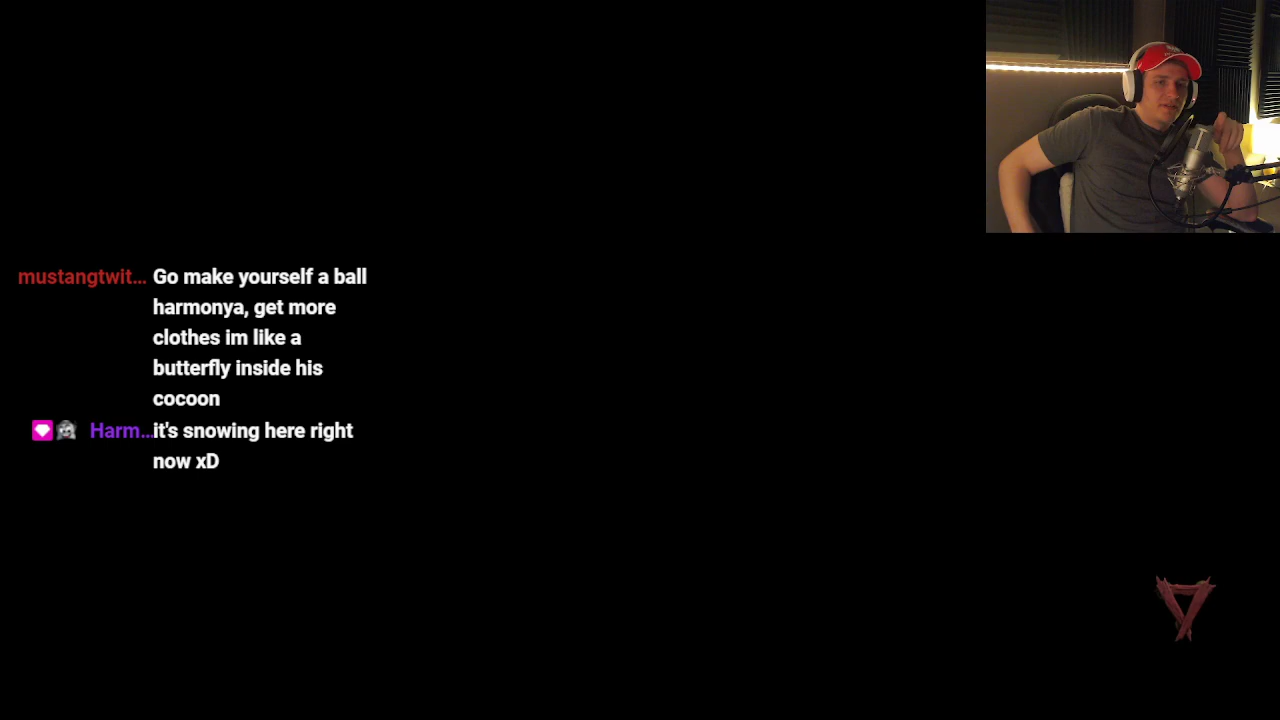 mustangtwit... Go make yourself a ball
harmonya, get more
clothes im like a
butterfly inside his
cocoon
Harm... it's snowing here right
now xD